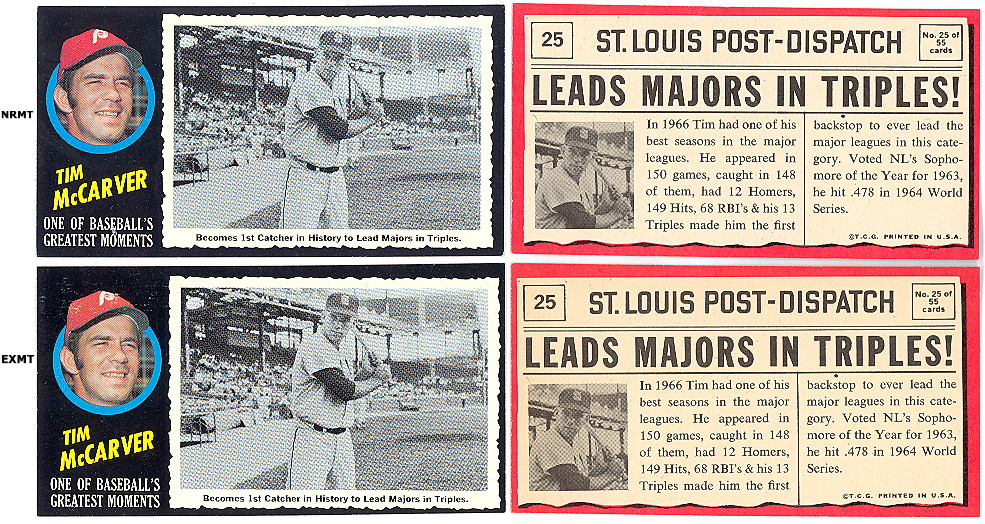 NRMT
P
TIM
McCARVER
ONE OF BASEBALL'S
GREATEST MOMENTS
Becomes 1st Catcher in History to Lead Majors in Triples.
25
ST. LOUIS POST-DISPATCH
No. 25 of
55
cards
LEADS MAJORS IN TRIPLES!
In 1966 Tim had one of his
best seasons in the major
leagues. He appeared in
150 games, caught in 148
of them, had 12 Homers,
149 Hits, 68 RBI's & his 13
Triples made him the first
backstop to ever lead the
major leagues in this cate-
gory. Voted NL's Sopho-
more of the Year for 1963,
he hit .478 in 1964 World
Series.
©T.C.G. PRINTED IN U.S.A.
EXMT
P
TIM
McCARVER
ONE OF BASEBALL'S
GREATEST MOMENTS
Becomes 1st Catcher in History to Lead Majors in Triples.
25
ST. LOUIS POST-DISPATCH
No. 25 of
55
cards
LEADS MAJORS IN TRIPLES!
In 1966 Tim had one of his
best seasons in the major
leagues. He appeared in
150 games, caught in 148
of them, had 12 Homers,
149 Hits, 68 RBI's & his 13
Triples made him the first
backstop to ever lead the
major leagues in this cate-
gory. Voted NL's Sopho-
more of the Year for 1963,
he hit .478 in 1964 World
Series.
©T.C.G. PRINTED IN U.S.A.